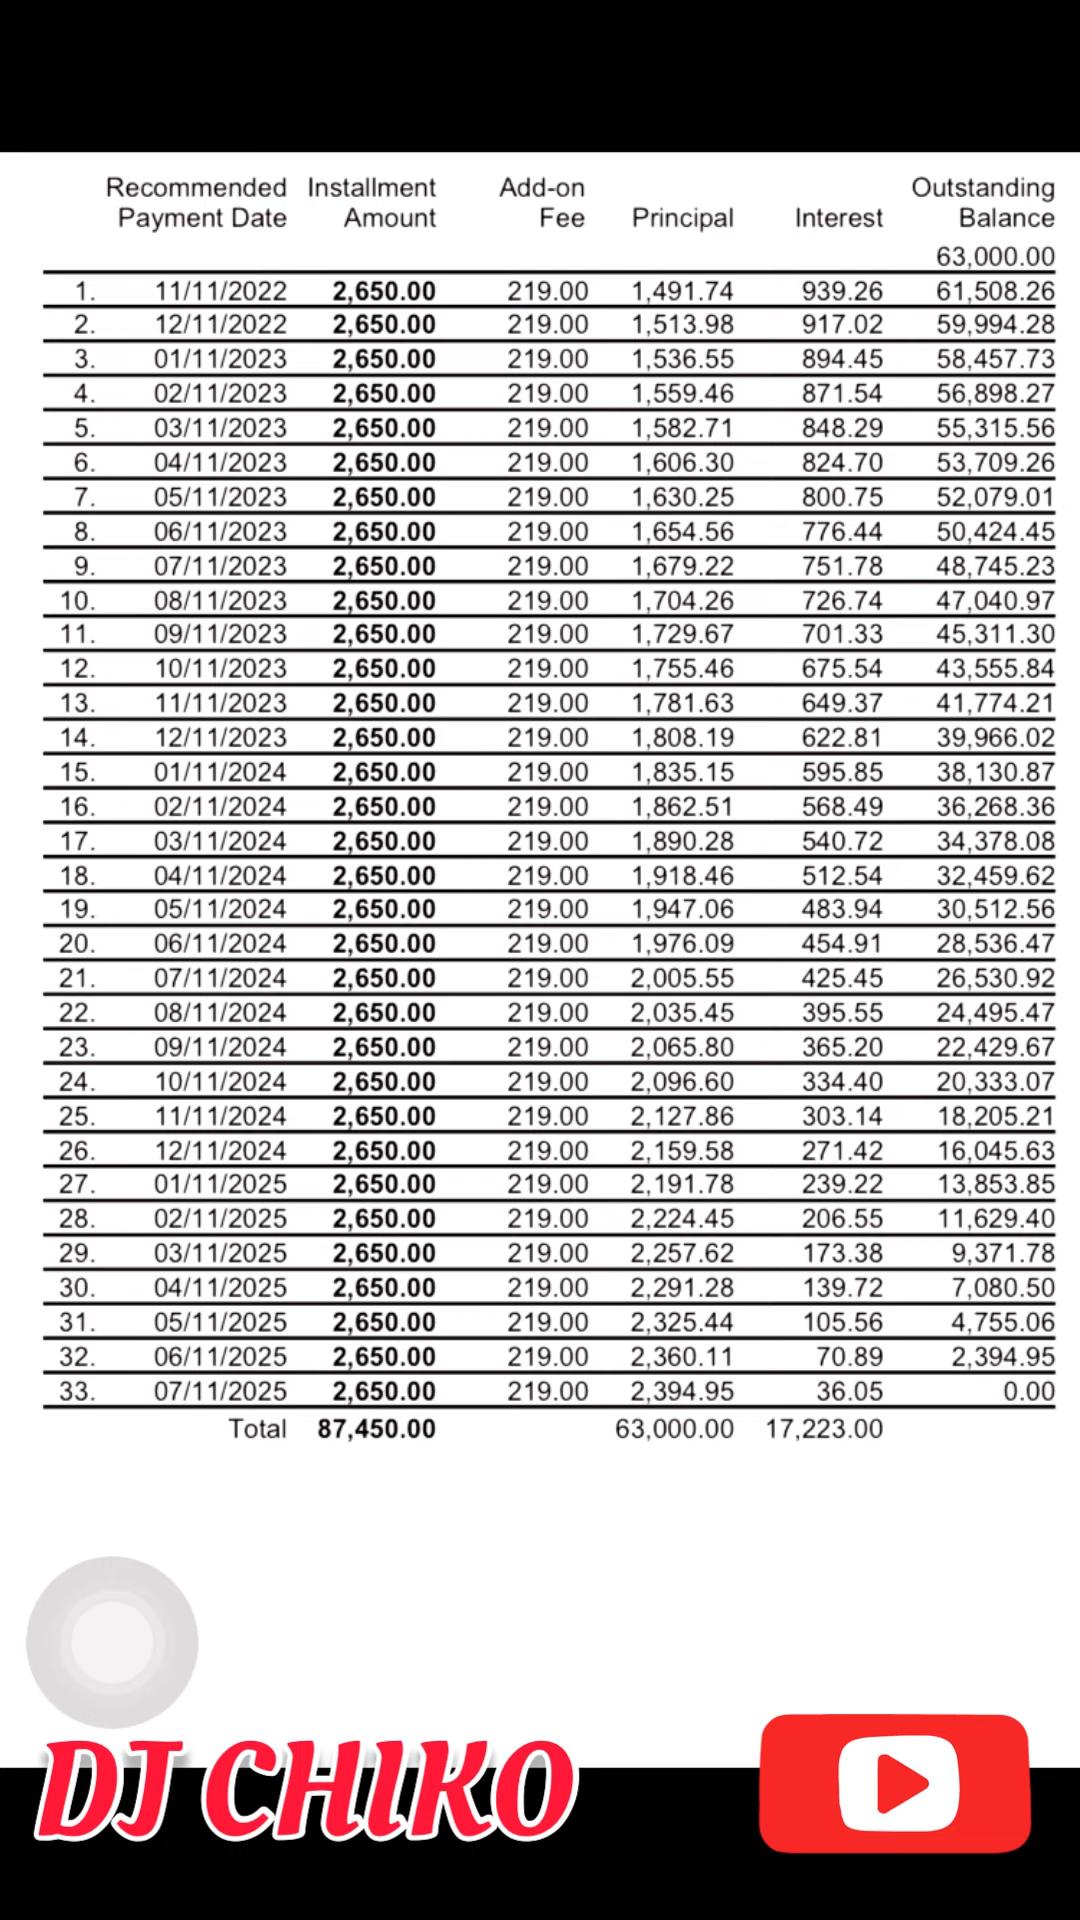 Recommended Installment Add-on Outstanding
Payment Date Amount Fee Principal Interest Balance
63,000.00
1. 11/11/2022 2,650.00 219.00 1,491.74 939.26 61,508.26
2. 12/11/2022 2,650.00 219.00 1,513.98 917.02 59,994.28
3. 01/11/2023 2,650.00 219.00 1,536.55 894.45 58,457.73
4. 02/11/2023 2,650.00 219.00 1,559.46 871.54 56,898.27
5. 03/11/2023 2,650.00 219.00 1,582.71 848.29 55,315.56
6. 04/11/2023 2,650.00 219.00 1,606.30 824.70 53,709.26
7. 05/11/2023 2,650.00 219.00 1,630.25 800.75 52,079.01
8. 06/11/2023 2,650.00 219.00 1,654.56 776.44 50,424.45
9. 07/11/2023 2,650.00 219.00 1,679.22 751.78 48,745.23
10. 08/11/2023 2,650.00 219.00 1,704.26 726.74 47,040.97
11. 09/11/2023 2,650.00 219.00 1,729.67 701.33 45,311.30
12. 10/11/2023 2,650.00 219.00 1,755.46 675.54 43,555.84
13. 11/11/2023 2,650.00 219.00 1,781.63 649.37 41,774.21
14. 12/11/2023 2,650.00 219.00 1,808.19 622.81 39,966.02
15. 01/11/2024 2,650.00 219.00 1,835.15 595.85 38,130.87
16. 02/11/2024 2,650.00 219.00 1,862.51 568.49 36,268.36
17. 03/11/2024 2,650.00 219.00 1,890.28 540.72 34,378.08
18. 04/11/2024 2,650.00 219.00 1,918.46 512.54 32,459.62
19. 05/11/2024 2,650.00 219.00 1,947.06 483.94 30,512.56
20. 06/11/2024 2,650.00 219.00 1,976.09 454.91 28,536.47
21. 07/11/2024 2,650.00 219.00 2,005.55 425.45 26,530.92
22. 08/11/2024 2,650.00 219.00 2,035.45 395.55 24,495.47
23. 09/11/2024 2,650.00 219.00 2,065.80 365.20 22,429.67
24. 10/11/2024 2,650.00 219.00 2,096.60 334.40 20,333.07
25. 11/11/2024 2,650.00 219.00 2,127.86 303.14 18,205.21
26. 12/11/2024 2,650.00 219.00 2,159.58 271.42 16,045.63
27. 01/11/2025 2,650.00 219.00 2,191.78 239.22 13,853.85
28. 02/11/2025 2,650.00 219.00 2,224.45 206.55 11,629.40
29. 03/11/2025 2,650.00 219.00 2,257.62 173.38 9,371.78
30. 04/11/2025 2,650.00 219.00 2,291.28 139.72 7,080.50
31. 05/11/2025 2,650.00 219.00 2,325.44 105.56 4,755.06
32. 06/11/2025 2,650.00 219.00 2,360.11 70.89 2,394.95
33. 07/11/2025 2,650.00 219.00 2,394.95 36.05 0.00
Total 87,450.00 63,000.00 17,223.00
DJ CHIKO